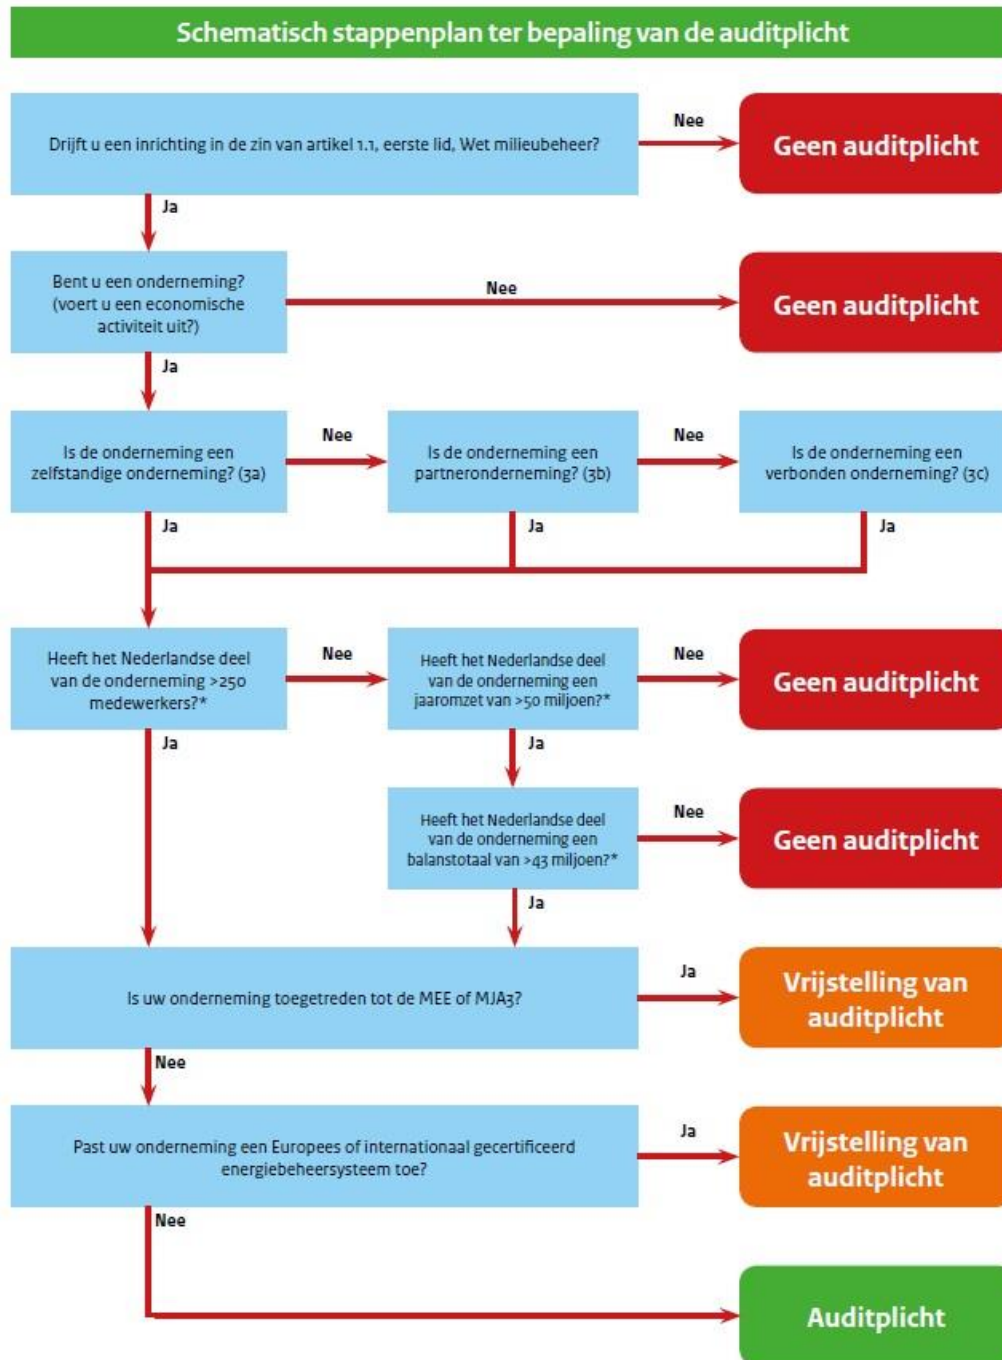 Schematisch stappenplan ter bepaling van de auditplicht
Drijft u een inrichting in de zin van artikel 1.1, eerste lid, Wet milieubeheer?
Nee
Geen auditplicht
Ja
Bent u een onderneming?
(voert u een economische
activiteit uit?)
Nee
Geen auditplicht
Ja
Is de onderneming een
zelfstandige onderneming? (3a)
Nee
Is de onderneming een
partneronderneming? (3b)
Nee
Is de onderneming een
verbonden onderneming? (3c)
Ja
Ja
Ja
Heeft het Nederlandse deel
van de onderneming >250
medewerkers?*
Nee
Heeft het Nederlandse deel
van de onderneming een
jaaromzet van >50 miljoen?*
Nee
Geen auditplicht
Ja
Ja
Heeft het Nederlandse deel
van de onderneming een
balanstotaal van >43 miljoen?*
Nee
Geen auditplicht
Ja
Is uw onderneming toegetreden tot de MEE of MJA3?
Ja
Vrijstelling van
auditplicht
Nee
Past uw onderneming een Europees of internationaal gecertificeerd
energiebeheersysteem toe?
Ja
Vrijstelling van
auditplicht
Nee
Auditplicht